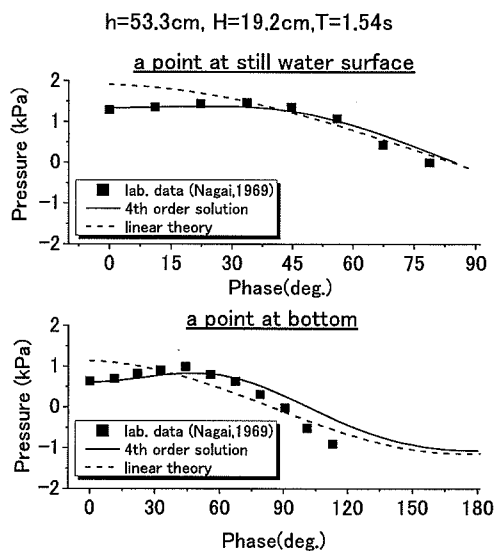 h=53.3cm, H=19.2cm,T=1.54s
a point at still water surface
Pressure (kPa)
2
1
0
−1
−2
lab. data (Nagai,1969)
4th order solution
linear theory
0 15 30 45 60 75 90
Phase(deg.)
a point at bottom
Pressure (kPa)
2
1
0
−1
−2
lab. data (Nagai,1969)
4th order solution
linear theory
0 30 60 90 120 150 180
Phase(deg.)